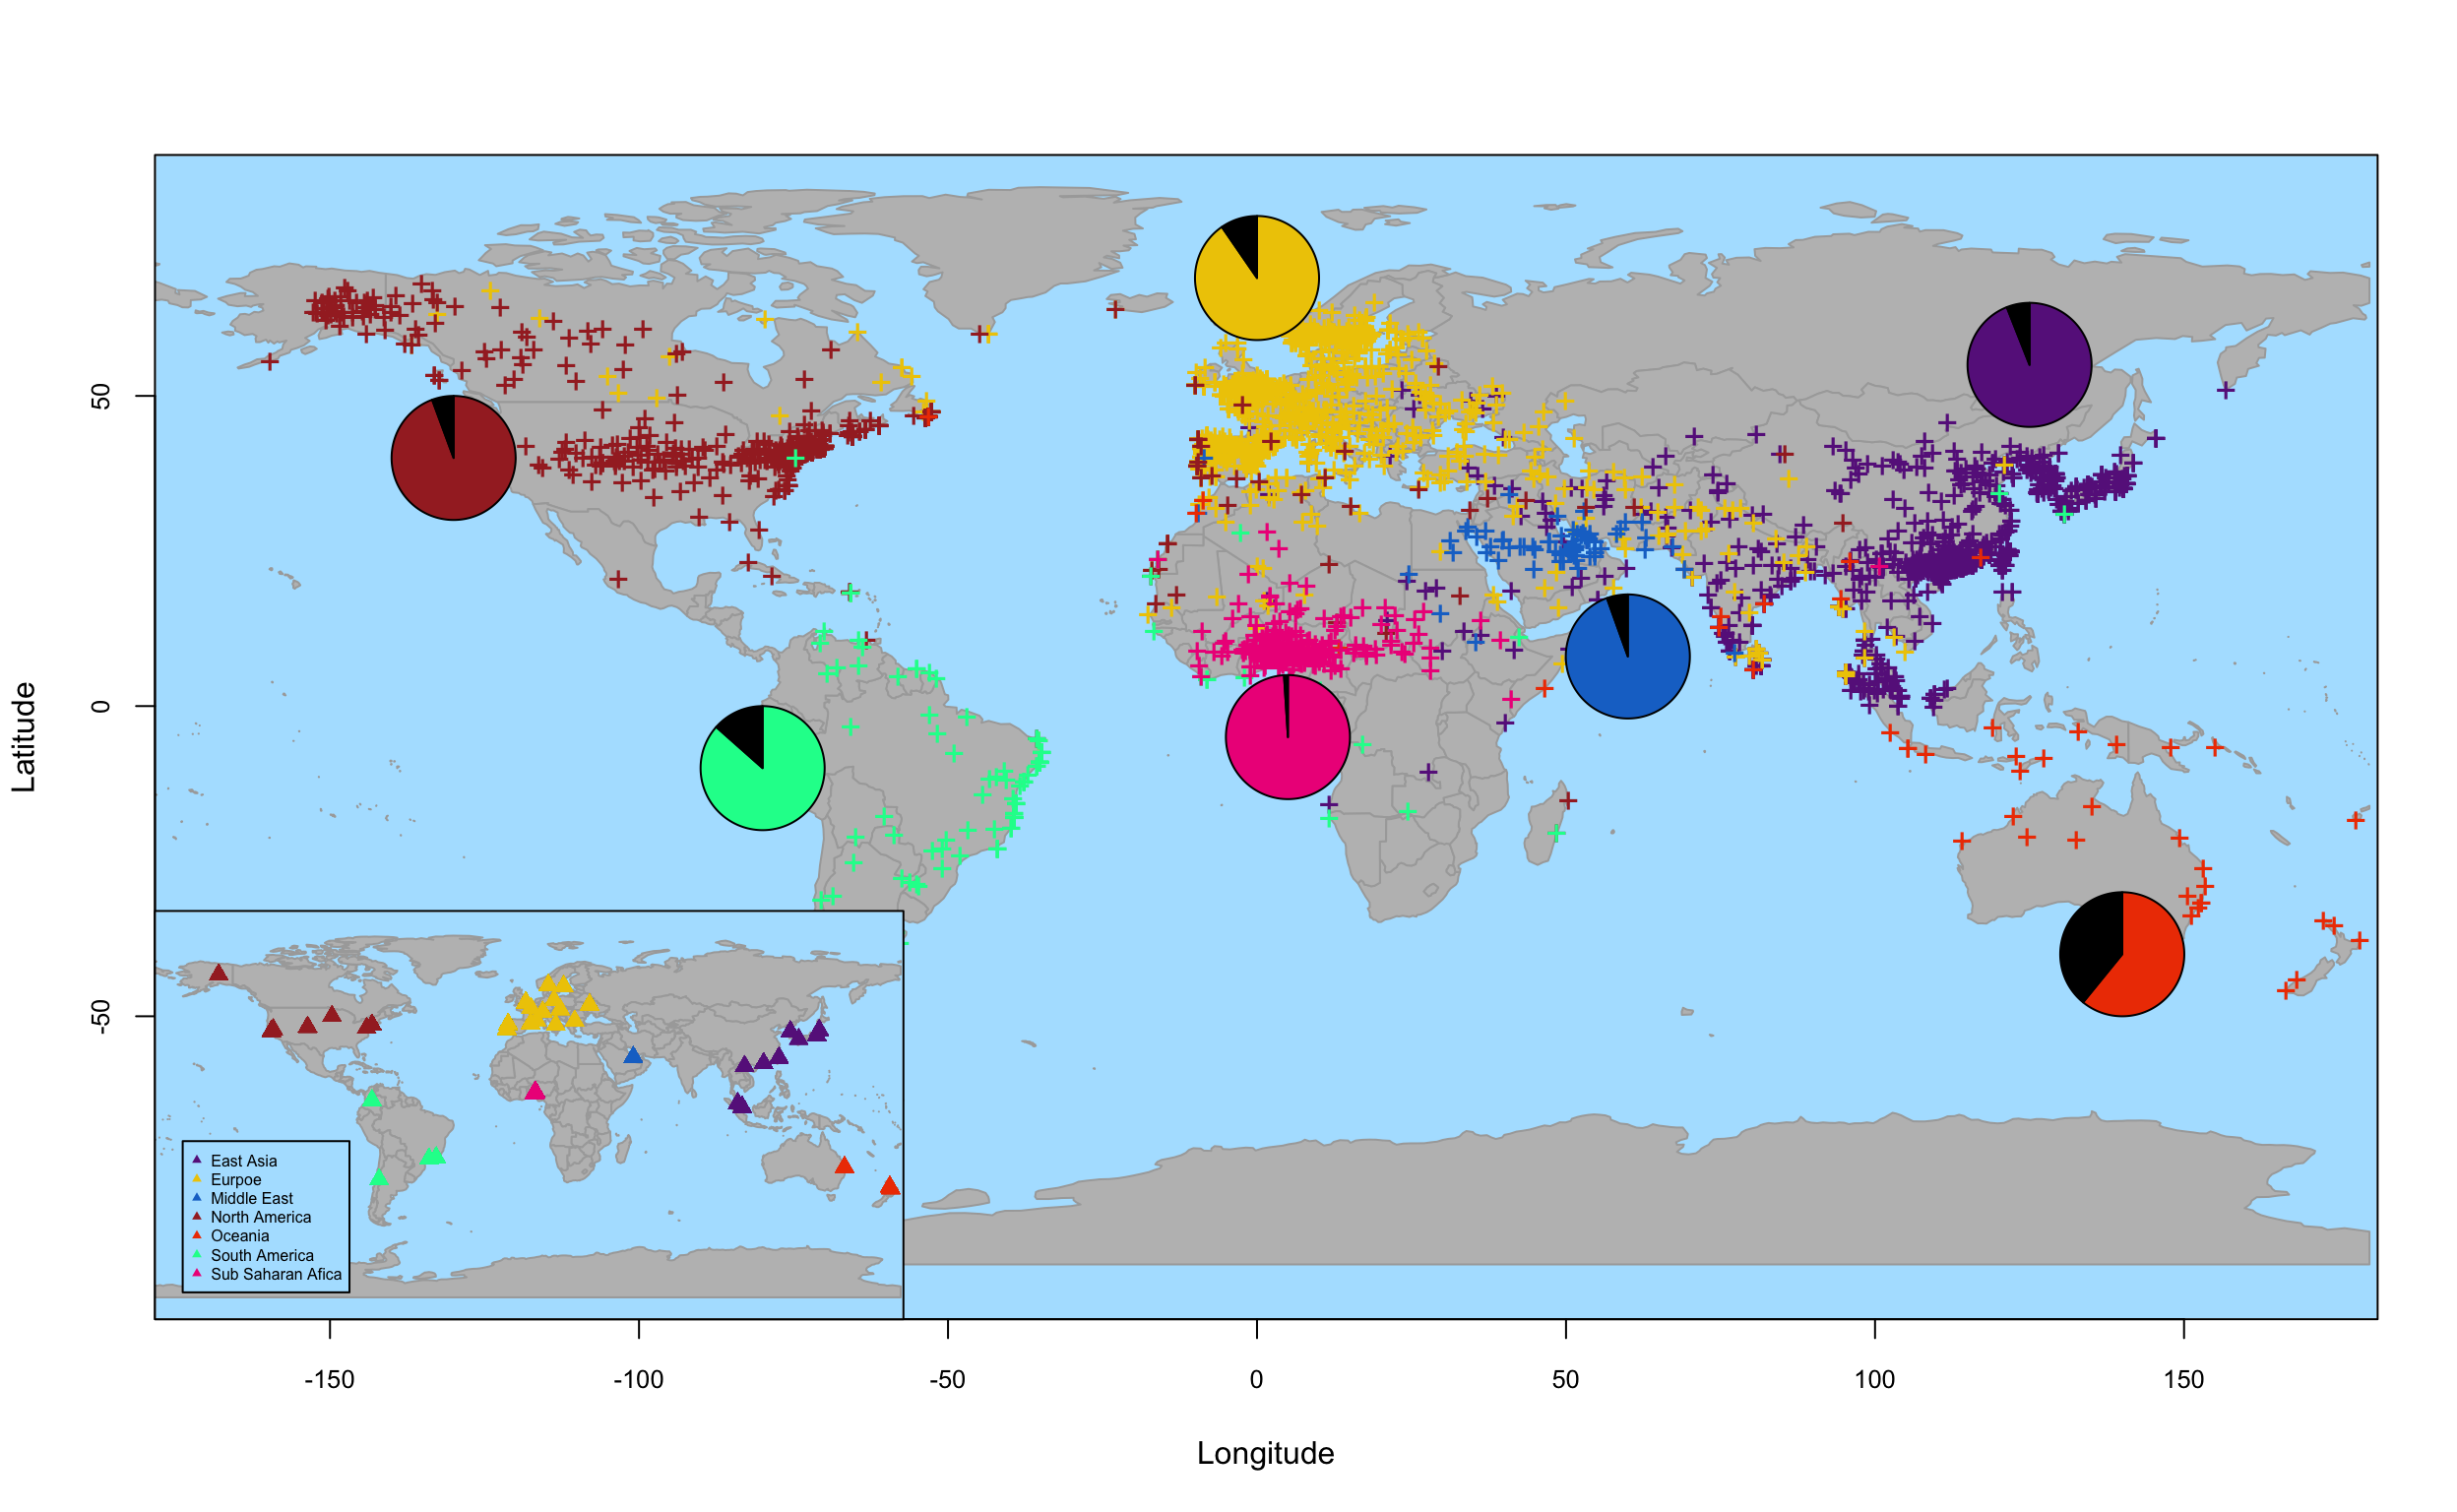 Latitude
50
0
-50
East Asia
Eurpoe
Middle East
North America
Oceania
South America
Sub Saharan Afica
-150
-100
-50
0
50
100
150
Longitude